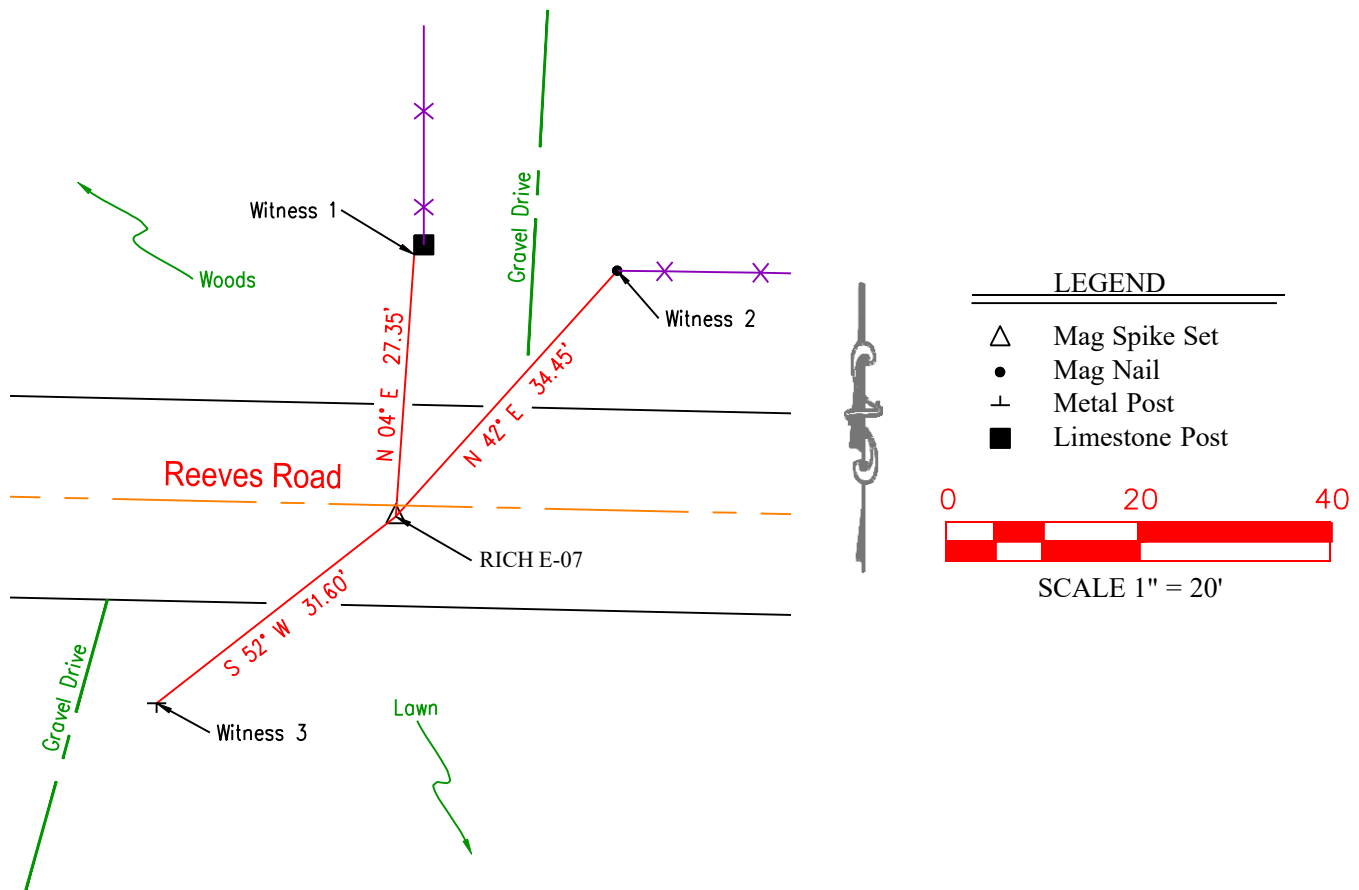 Witness 1
Woods
Gravel Drive
Witness 2
N 04° E 27.35'
N 42° E 34.45'
Reeves Road
RICH E-07
S 52° W 31.60'
Gravel Drive
Witness 3
Lawn
LEGEND
Mag Spike Set
Mag Nail
Metal Post
Limestone Post
0 20 40
SCALE 1" = 20'